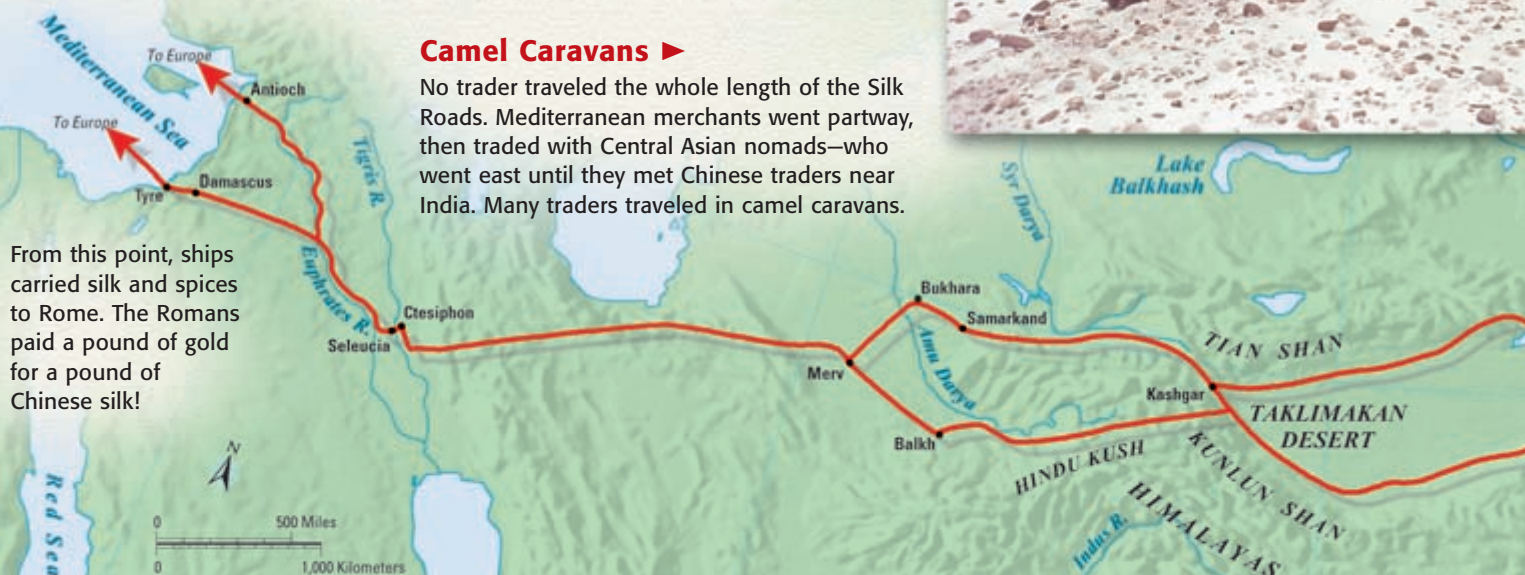 Camel Caravans ►
No trader traveled the whole length of the Silk
Roads. Mediterranean merchants went partway,
then traded with Central Asian nomads—who
went east until they met Chinese traders near
India. Many traders traveled in camel caravans.
Mediterranean Sea
To Europe
Antioch
To Europe
Tyre
Damascus
Tigris R.
Euphrates R.
From this point, ships
carried silk and spices
to Rome. The Romans
paid a pound of gold
for a pound of
Chinese silk!
Ctesiphon
Seleucia
Merv
Bukhara
Samarkand
Amu Darya
Syr Darya
Lake
Balkhash
Balkh
Kashgar
TIAN SHAN
TAKLIMAKAN
DESERT
HINDU KUSH
KUNLUN SHAN
HIMALAYAS
Indus R.
Red Sea
N
0 500 Miles
0 1,000 Kilometers